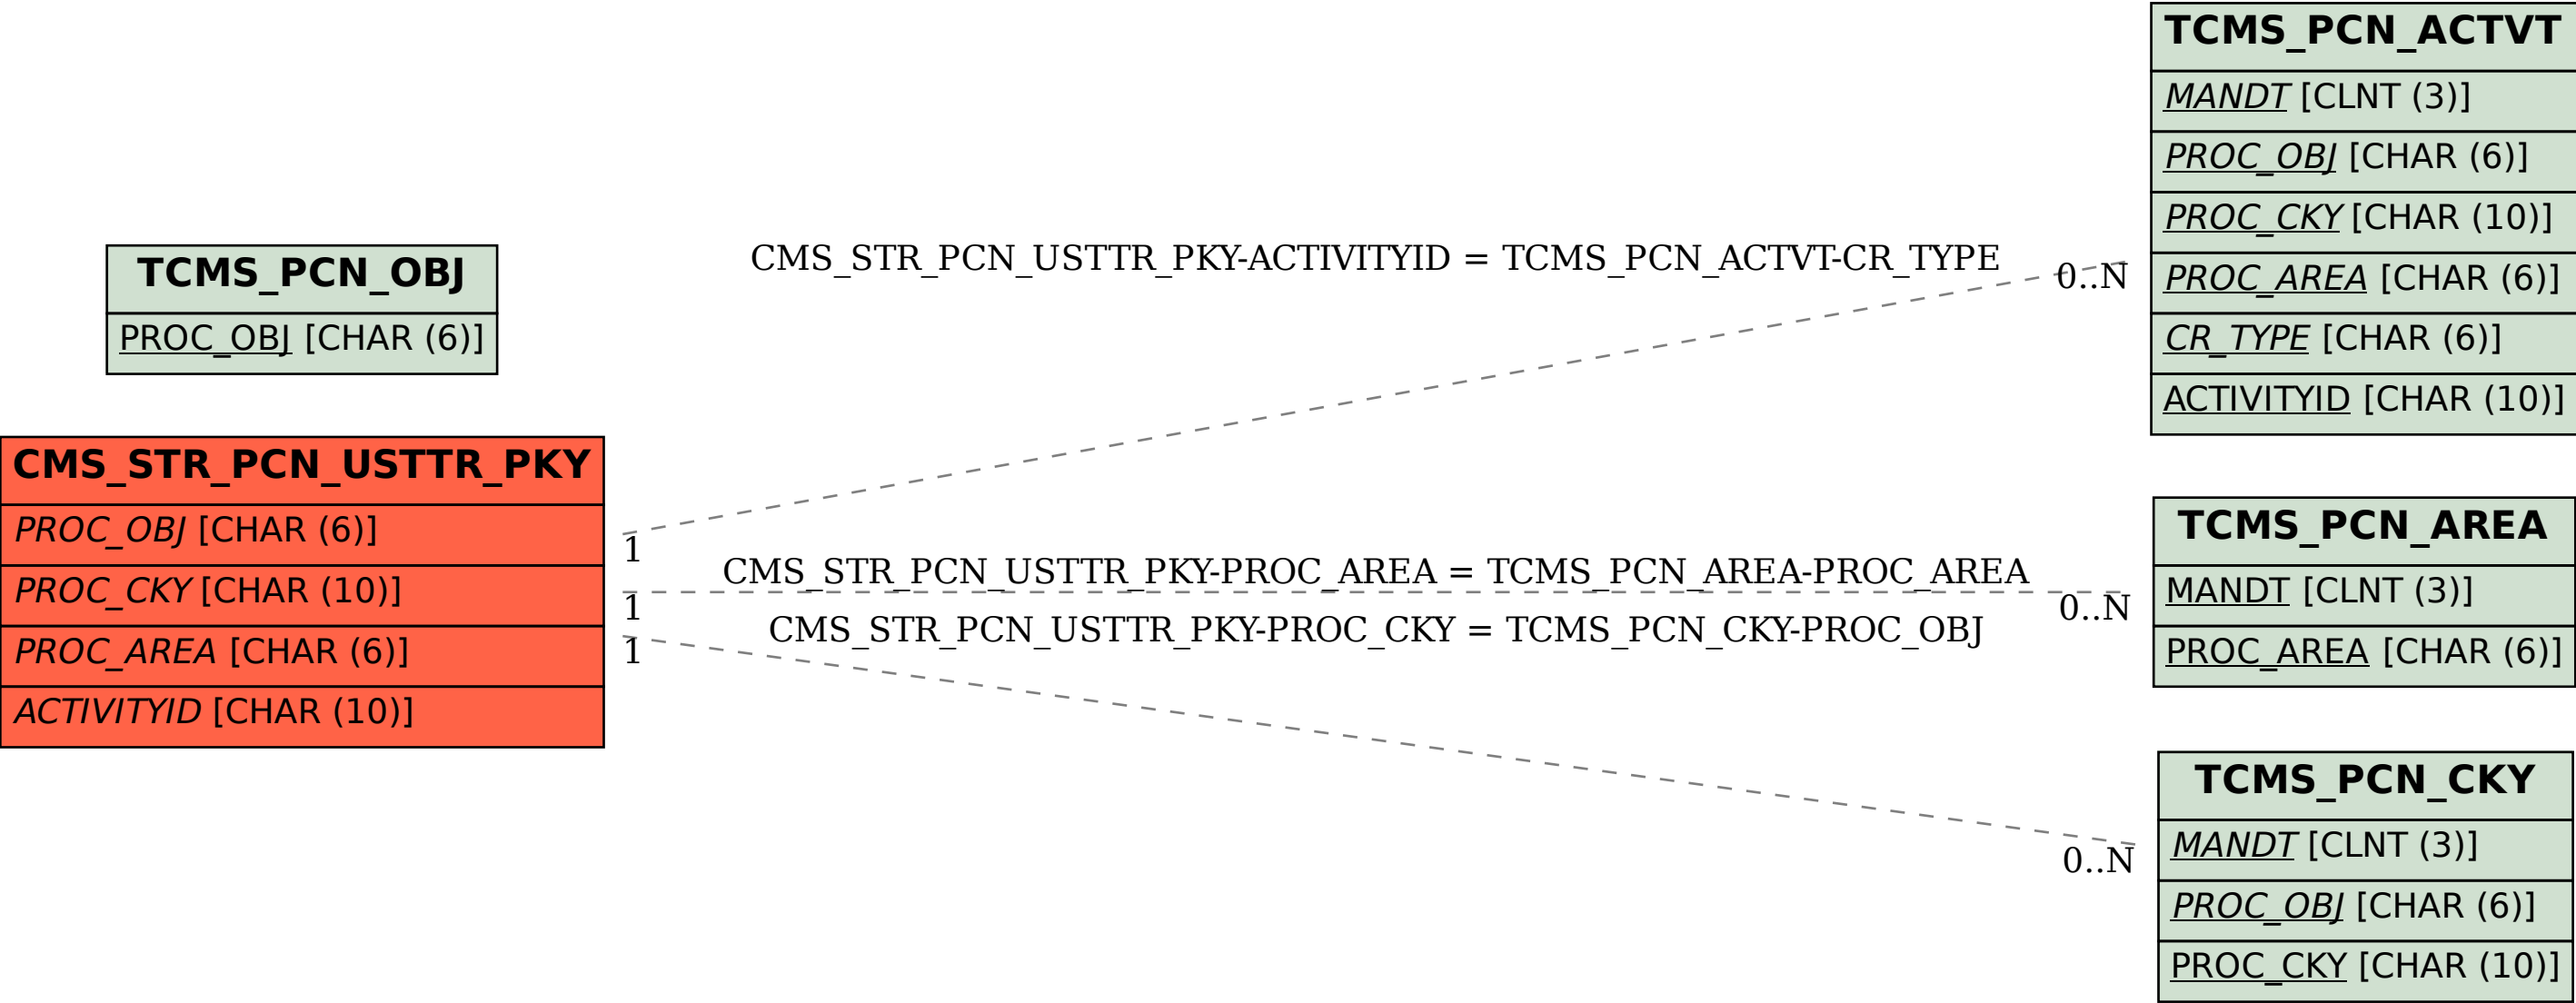 TCMS_PCN_OBJ
PROC_OBJ [CHAR (6)]
CMS_STR_PCN_USTTR_PKY
PROC_OBJ [CHAR (6)]
PROC_CKY [CHAR (10)]
PROC_AREA [CHAR (6)]
ACTIVITYID [CHAR (10)]
CMS_STR_PCN_USTTR_PKY-ACTIVITYID = TCMS_PCN_ACTVT-CR_TYPE
0..N
1
CMS_STR_PCN_USTTR_PKY-PROC_AREA = TCMS_PCN_AREA-PROC_AREA
0..N
1
CMS_STR_PCN_USTTR_PKY-PROC_CKY = TCMS_PCN_CKY-PROC_OBJ
1
0..N
TCMS_PCN_ACTVT
MANDT [CLNT (3)]
PROC_OBJ [CHAR (6)]
PROC_CKY [CHAR (10)]
PROC_AREA [CHAR (6)]
CR_TYPE [CHAR (6)]
ACTIVITYID [CHAR (10)]
TCMS_PCN_AREA
MANDT [CLNT (3)]
PROC_AREA [CHAR (6)]
TCMS_PCN_CKY
MANDT [CLNT (3)]
PROC_OBJ [CHAR (6)]
PROC_CKY [CHAR (10)]